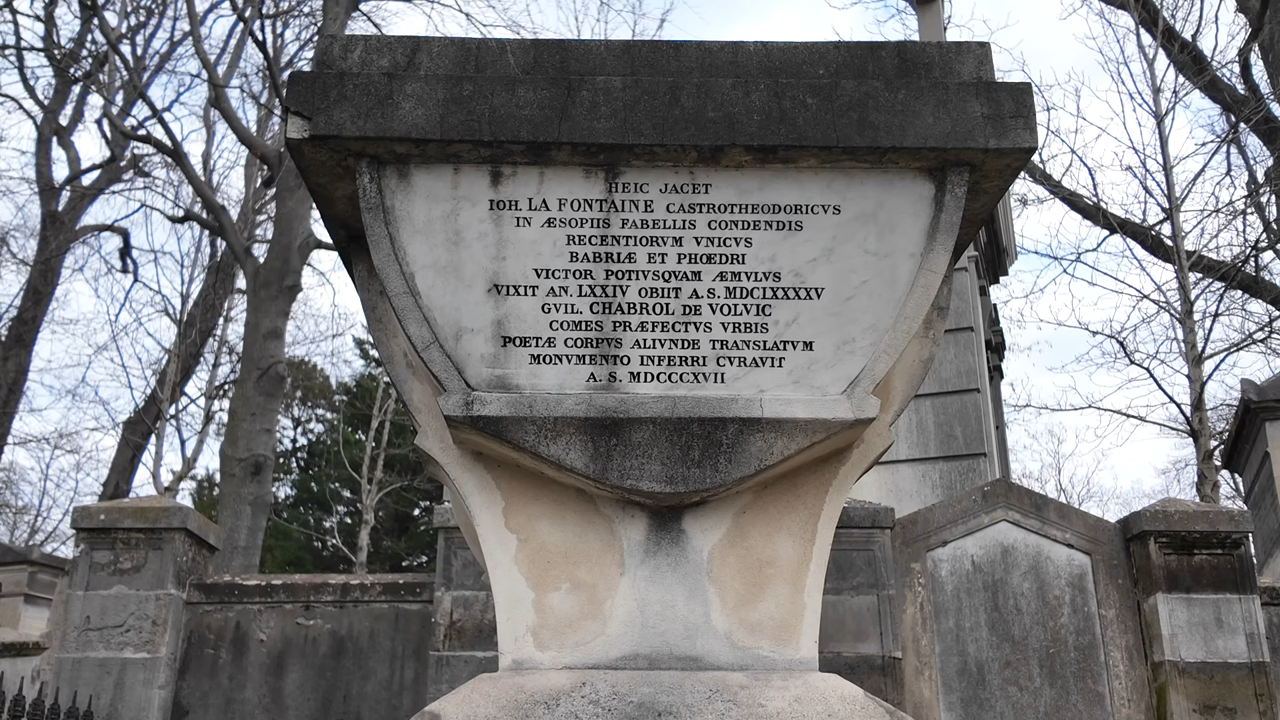 HEIC JACET
IOH. LA FONTAINE CASTROTHEODORICVS
IN ÆSOPIIS FABELLIS CONDENDIS
RECENTIORVM VNICVS
BABRIÆ ET PHŒDRI
VICTOR POTIVSQVAM ÆMVLVS
VIXIT AN. LXXIV OBIIT A.S. MDCLXXXXV
GVIL. CHABROL DE VOLVIC
COMES PRÆFECTVS VRBIS
POETÆ CORPVS ALIVNDE TRANSLATVM
MONVMENTO INFERRI CVRAVIT
A. S. MDCCCXVII